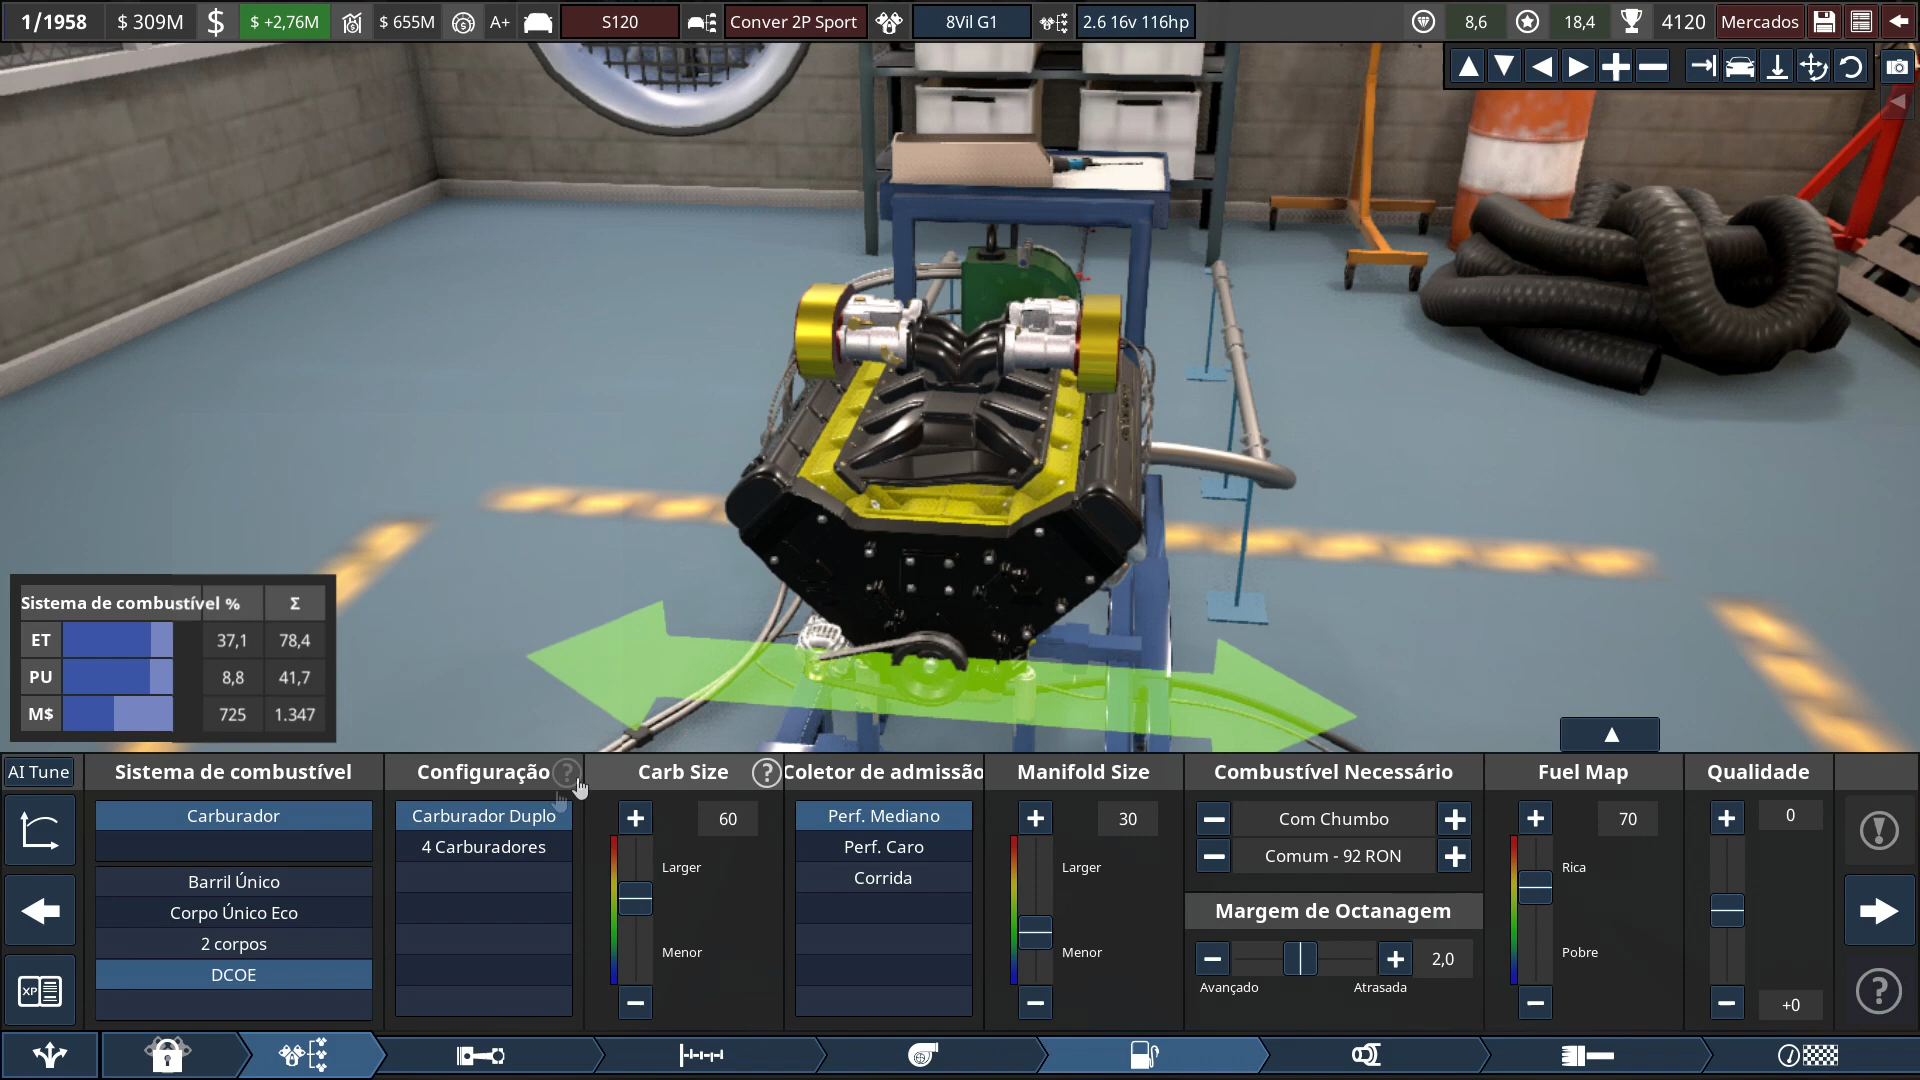 1/1958 $ 309M $ +2,76M $ 655M A+ S120 Conver 2P Sport 8Vil G1 2.6 16v 116hp 8,6 18,4 4120 Mercados
Sistema de combustível % Σ
ET 37,1 78,4
PU 8,8 41,7
M$ 725 1.347
AI Tune
XP
Sistema de combustível
Carburador
Barril Único
Corpo Único Eco
2 corpos
DCOE
Configuração ?
Carburador Duplo
4 Carburadores
Carb Size ?
60
Larger
Menor
Coletor de admissão
Perf. Mediano
Perf. Caro
Corrida
Manifold Size
30
Larger
Menor
Combustível Necessário
Com Chumbo
Comum - 92 RON
Margem de Octanagem
2,0
Avançado Atrasada
Fuel Map
70
Rica
Pobre
Qualidade
0
+0
!
?